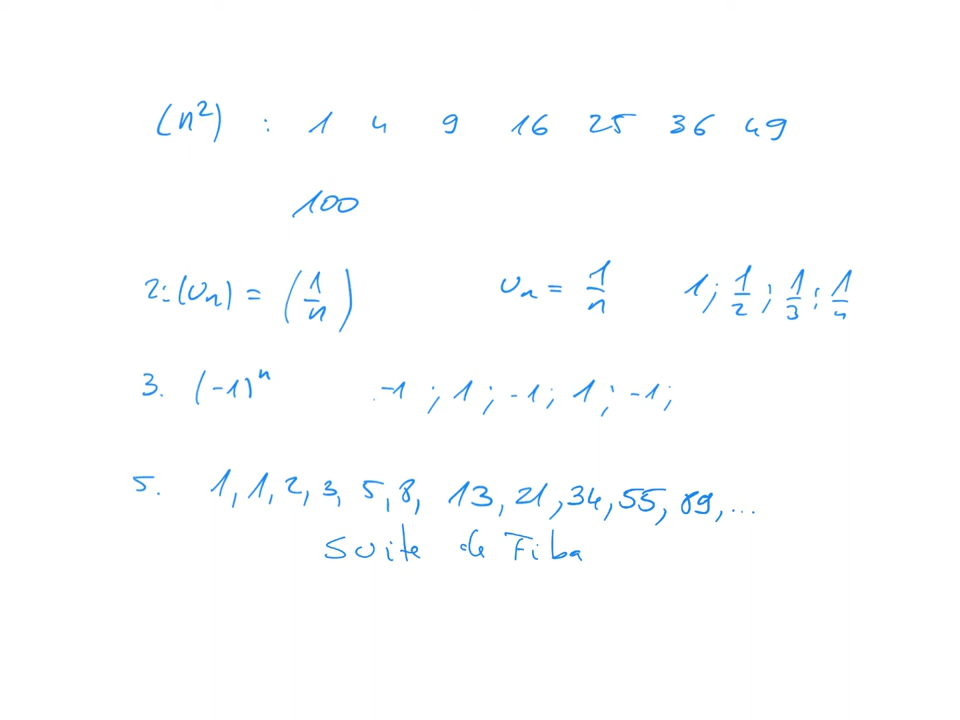 (n²) : 1 4 9 16 25 36 49
100
2:(Un) = (1/n) Un = 1/n 1; 1/2; 1/3; 1/4
3. (-1)ⁿ -1; 1; -1; 1; -1;
5. 1, 1, 2, 3, 5, 8, 13, 21, 34, 55, 89, ...
Suite de Fiba